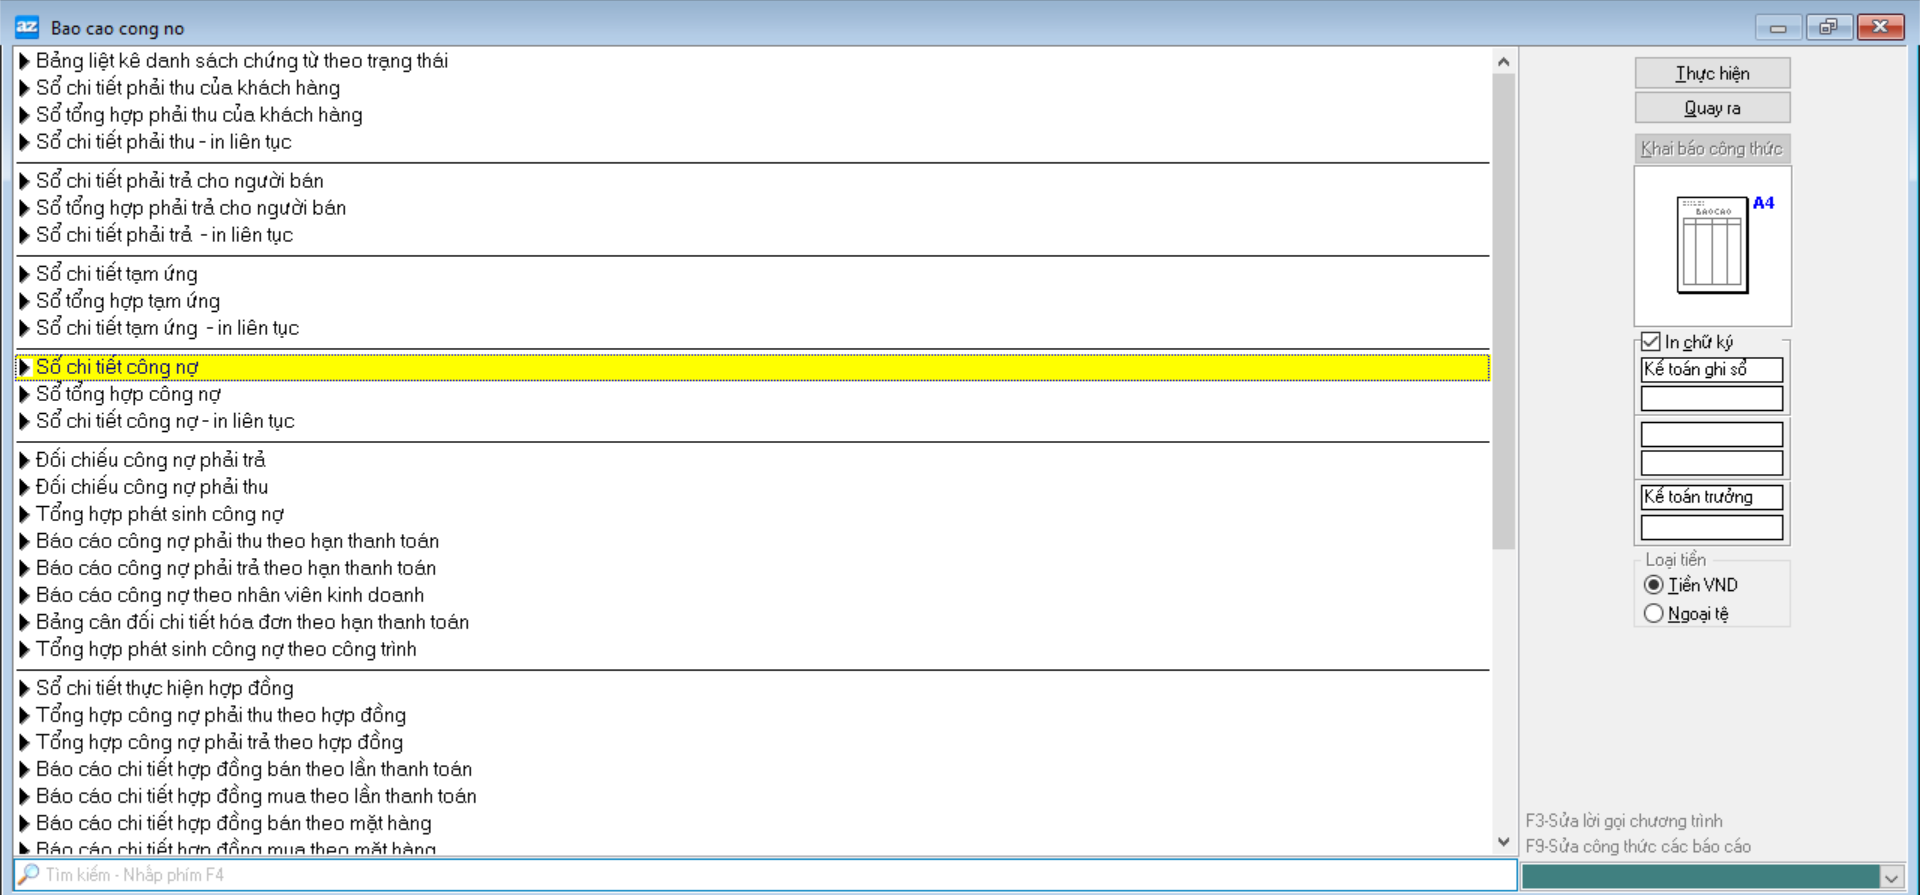 az Bao cao cong no
Bảng liệt kê danh sách chứng từ theo trạng thái
Sổ chi tiết phải thu của khách hàng
Sổ tổng hợp phải thu của khách hàng
Sổ chi tiết phải thu - in liên tục
Sổ chi tiết phải trả cho người bán
Sổ tổng hợp phải trả cho người bán
Sổ chi tiết phải trả - in liên tục
Sổ chi tiết tạm ứng
Sổ tổng hợp tạm ứng
Sổ chi tiết tạm ứng - in liên tục
Sổ chi tiết công nợ
Sổ tổng hợp công nợ
Sổ chi tiết công nợ - in liên tục
Đối chiếu công nợ phải trả
Đối chiếu công nợ phải thu
Tổng hợp phát sinh công nợ
Báo cáo công nợ phải thu theo hạn thanh toán
Báo cáo công nợ phải trả theo hạn thanh toán
Báo cáo công nợ theo nhân viên kinh doanh
Bảng cân đối chi tiết hóa đơn theo hạn thanh toán
Tổng hợp phát sinh công nợ theo công trình
Sổ chi tiết thực hiện hợp đồng
Tổng hợp công nợ phải thu theo hợp đồng
Tổng hợp công nợ phải trả theo hợp đồng
Báo cáo chi tiết hợp đồng bán theo lần thanh toán
Báo cáo chi tiết hợp đồng mua theo lần thanh toán
Báo cáo chi tiết hợp đồng bán theo mặt hàng
Báo cáo chi tiết hợp đồng mua theo mặt hàng
Tìm kiếm - Nhấp phím F4
Thực hiện
Quay ra
Khai báo công thức
BAOCAO
A4
In chữ ký
Kế toán ghi sổ
Kế toán trưởng
Loại tiền
Tiền VND
Ngoại tệ
F3-Sửa lời gọi chương trình
F9-Sửa công thức các báo cáo